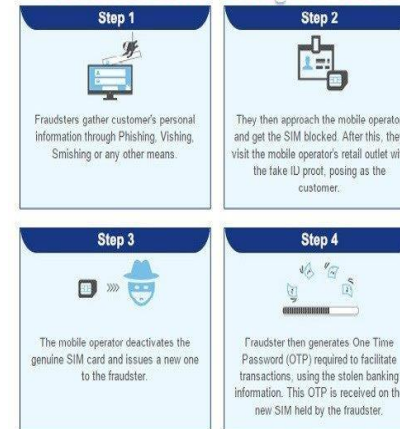 Step 1
Fraudsters gather customer's personal
information through Phishing, Vishing,
Smishing or any other means.
Step 2
They then approach the mobile operato
and get the SIM blocked. After this, the
visit the mobile operator's retail outlet wi
the fake ID proof, posing as the
customer.
Step 3
The mobile operator deactivates the
genuine SIM card and issues a new one
to the fraudster.
Step 4
Fraudster then generates One Time
Password (OTP) required to facilitate
transactions, using the stolen banking
information. This OTP is received on the
new SIM held by the fraudster.